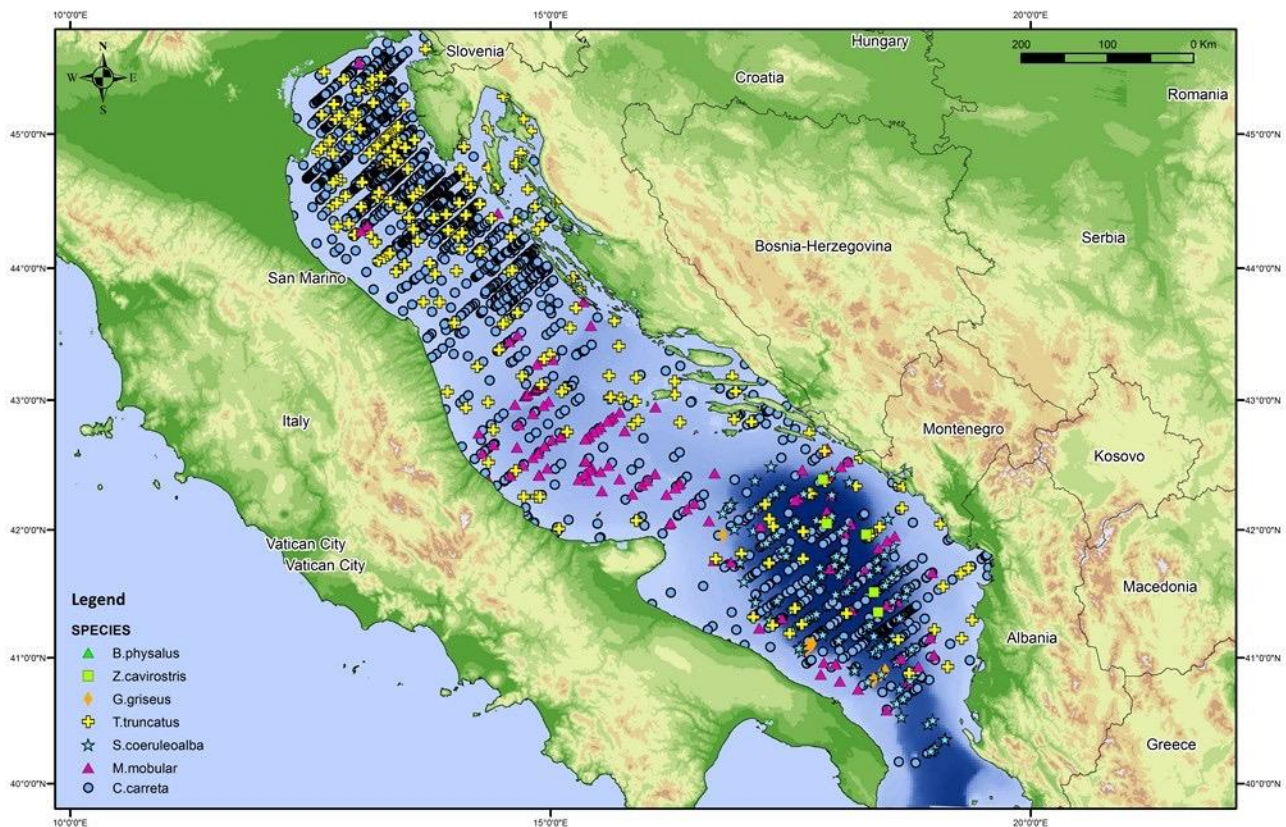 10°0'0"E 15°0'0"E 20°0'0"E
N
W E
S
Slovenia
Hungary
200 100 0 Km
Croatia
Romania
45°0'0"N 45°0'0"N
Bosnia-Herzegovina
Serbia
44°0'0"N 44°0'0"N
San Marino
43°0'0"N 43°0'0"N
Italy
Montenegro
Kosovo
42°0'0"N 42°0'0"N
Vatican City
Vatican City
Macedonia
Legend
SPECIES
B.physalus
Albania
41°0'0"N 41°0'0"N
Z.cavirostris
G.griseus
T.truncatus
S.coeruleoalba
Greece
M.mobular
40°0'0"N 40°0'0"N
C.carreta
10°0'0"E 15°0'0"E 20°0'0"E